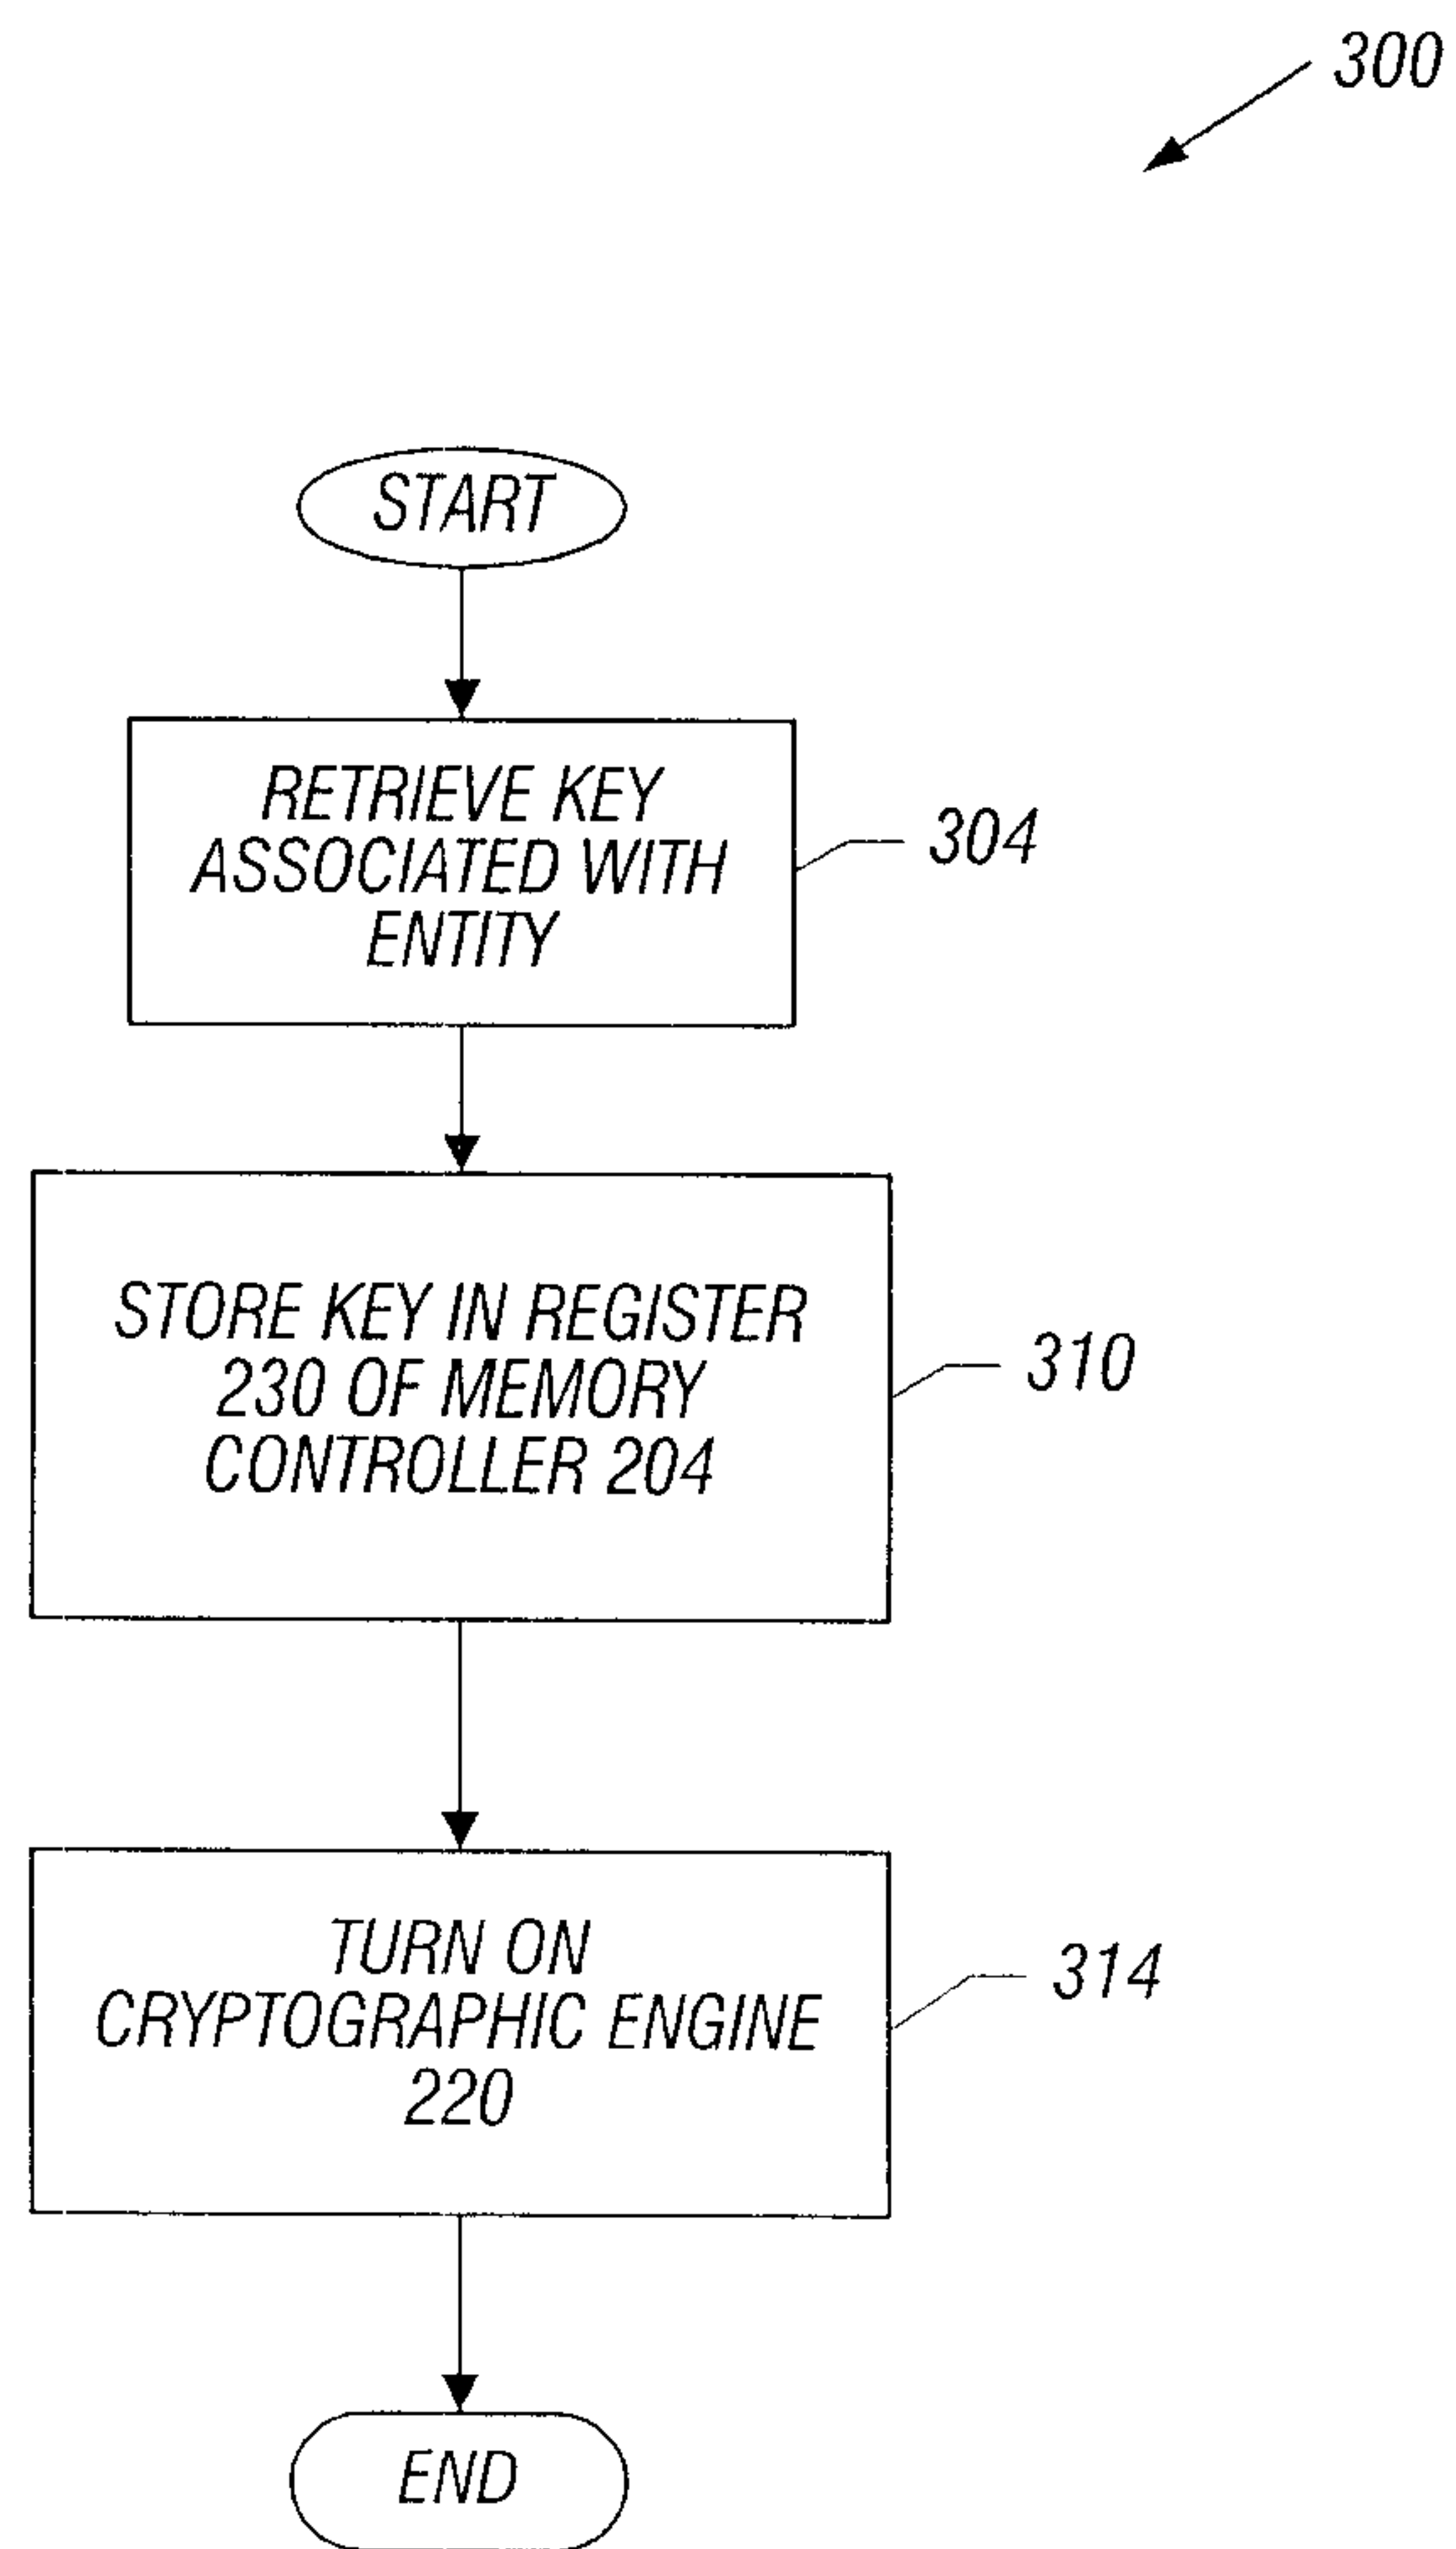 300
START
RETRIEVE KEY
ASSOCIATED WITH
ENTITY
304
STORE KEY IN REGISTER
230 OF MEMORY
CONTROLLER 204
310
TURN ON
CRYPTOGRAPHIC ENGINE
220
314
END